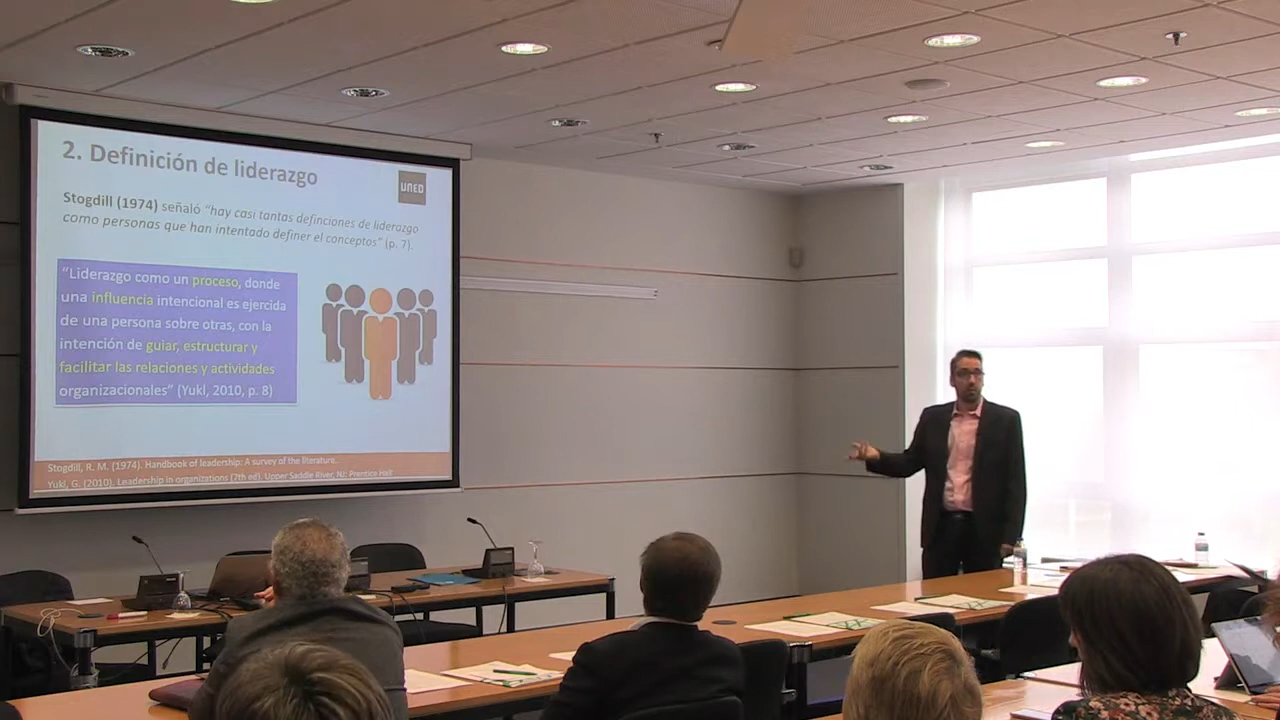 2. Definición de liderazgo
UNED
Stogdill (1974) señaló “hay casi tantas definciones de liderazgo
como personas que han intentado definer el conceptos” (p. 7).
“Liderazgo como un proceso, donde
una influencia intencional es ejercida
de una persona sobre otras, con la
intención de guiar, estructurar y
facilitar las relaciones y actividades
organizacionales” (Yukl, 2010, p. 8)
Stogdill, R. M. (1974). Handbook of leadership: A survey of the literature.
Yukl, G. (2010). Leadership in organizations (7th ed). Upper Saddle River, NJ: Prentice Hall